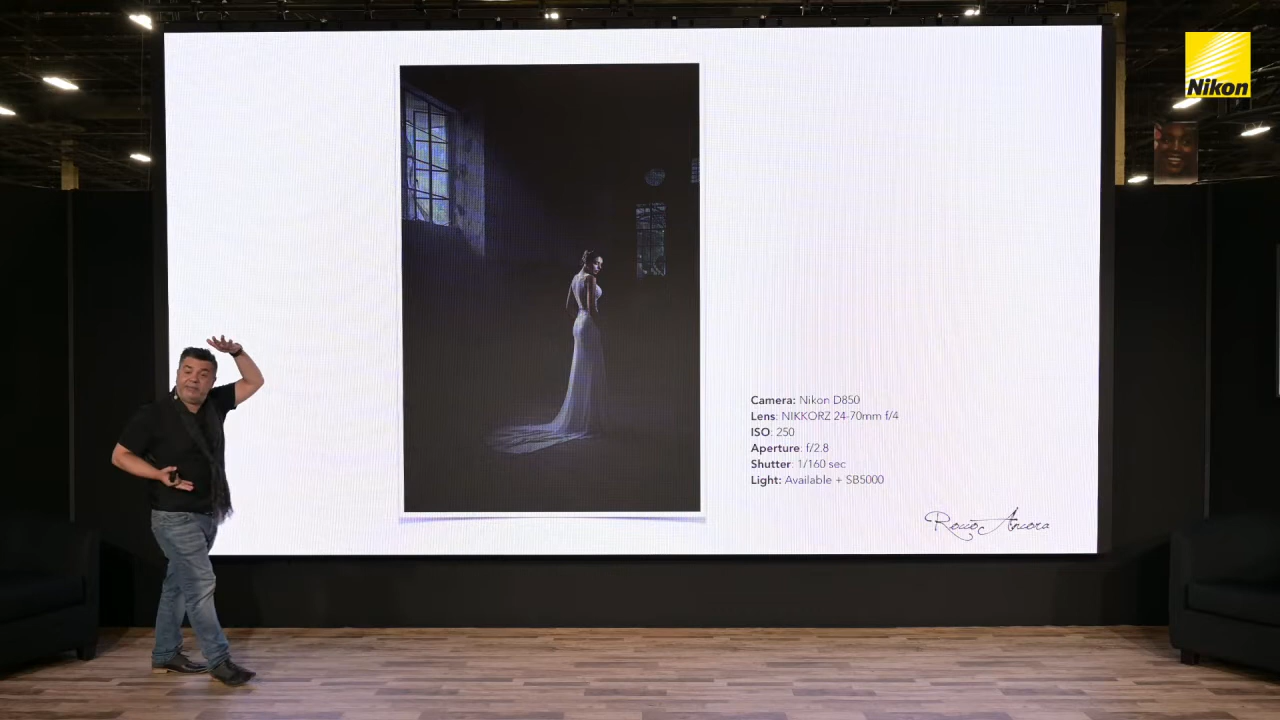 Nikon
Camera: Nikon D850
Lens: NIKKORZ 24-70mm f/4
ISO: 250
Aperture: f/2.8
Shutter: 1/160 sec
Light: Available + SB5000
Rocco Ancora